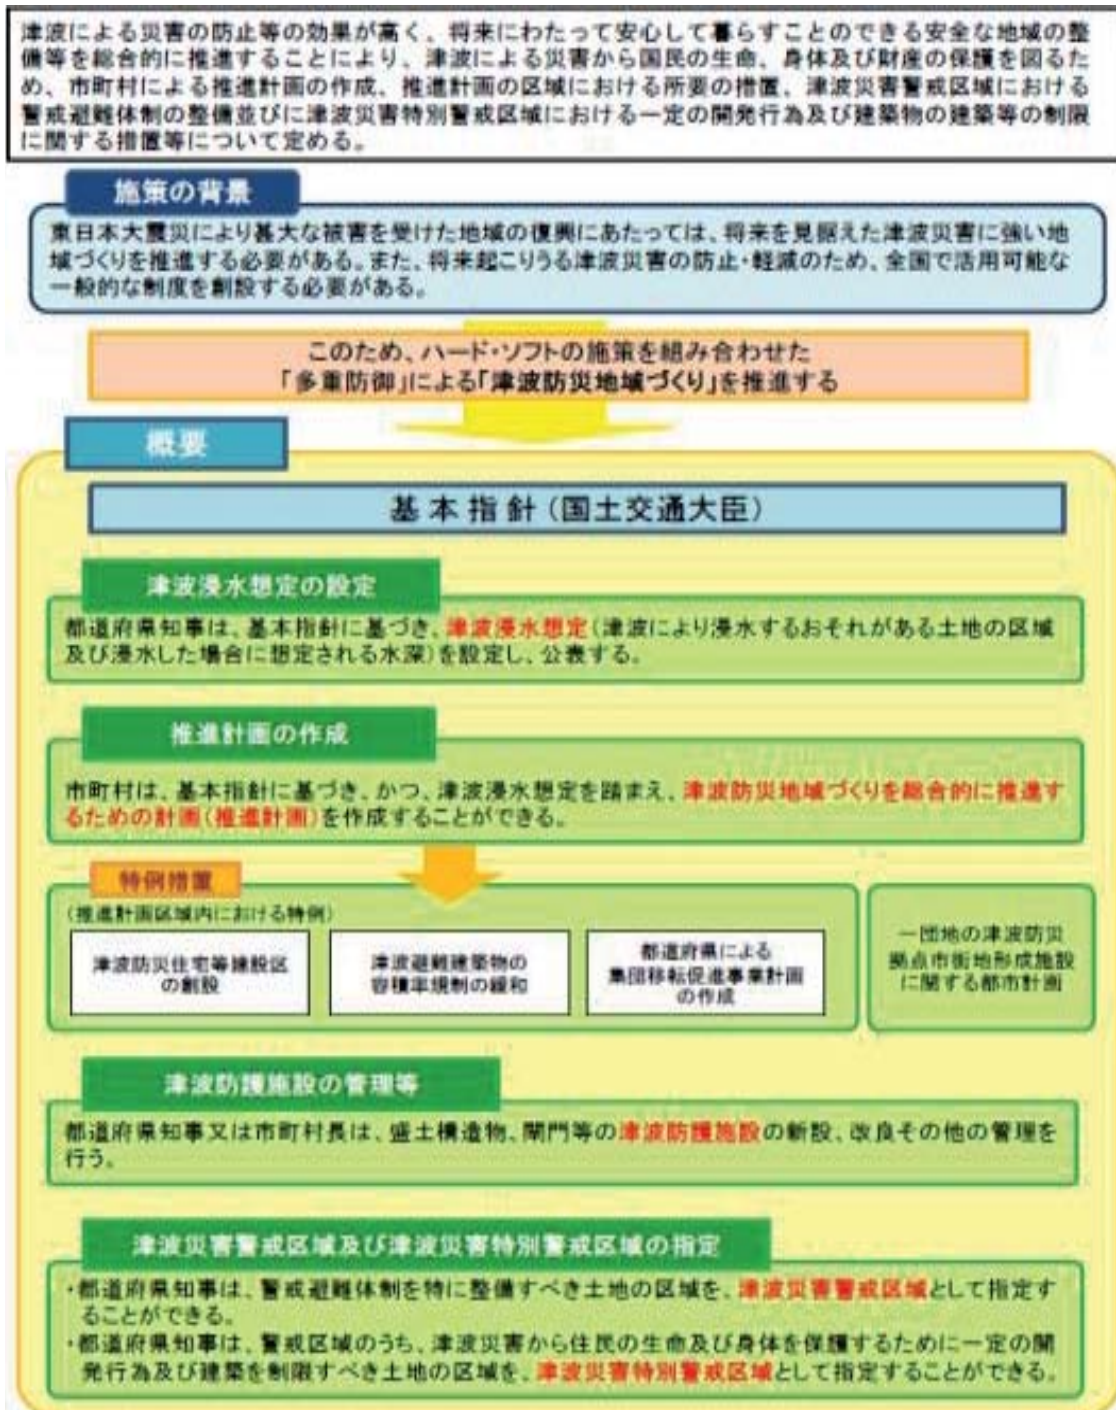 津波による災害の防止等の効果が高く、将来にわたって安心して暮らすことのできる安全な地域の整
備等を総合的に推進することにより、津波による災害から国民の生命、身体及び財産の保護を図るた
め、市町村による推進計画の作成、推進計画の区域における所要の措置、津波災害警戒区域における
警戒避難体制の整備並びに津波災害特別警戒区域における一定の開発行為及び建築物の建築等の制限
に関する措置等について定める。
施策の背景
東日本大震災により甚大な被害を受けた地域の復興にあたっては、将来を見据えた津波災害に強い地
域づくりを推進する必要がある。また、将来起こりうる津波災害の防止・軽減のため、全国で活用可能な
一般的な制度を創設する必要がある。
このため、ハード・ソフトの施策を組み合わせた
「多重防御」による「津波防災地域づくり」を推進する
概要
基本指針(国土交通大臣)
津波浸水想定の設定
都道府県知事は、基本指針に基づき、津波浸水想定(津波により浸水するおそれがある土地の区域
及び浸水した場合に想定される水深)を設定し、公表する。
推進計画の作成
市町村は、基本指針に基づき、かつ、津波浸水想定を踏まえ、津波防災地域づくりを総合的に推進す
るための計画(推進計画)を作成することができる。
特例措置
(推進計画区域内における特例)
津波防災住宅等建設区
の創設
津波避難建築物の
容積率規制の緩和
都道府県による
集団移転促進事業計画
の作成
一団地の津波防災
拠点市街地形成施設
に関する都市計画
津波防護施設の管理等
都道府県知事又は市町村長は、盛土構造物、閘門等の津波防護施設の新設、改良その他の管理を
行う。
津波災害警戒区域及び津波災害特別警戒区域の指定
・都道府県知事は、警戒避難体制を特に整備すべき土地の区域を、津波災害警戒区域として指定す
ることができる。
・都道府県知事は、警戒区域のうち、津波災害から住民の生命及び身体を保護するために一定の開
発行為及び建築を制限すべき土地の区域を、津波災害特別警戒区域として指定することができる。